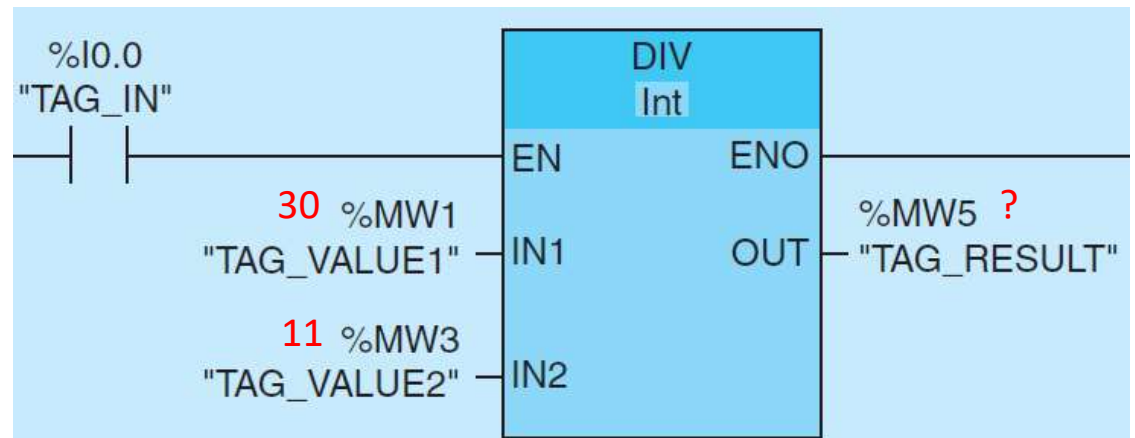 %I0.0
"TAG_IN"
DIV
Int
EN ENO
30 %MW1
"TAG_VALUE1"
IN1 OUT
%MW5 ?
"TAG_RESULT"
11 %MW3
"TAG_VALUE2"
IN2